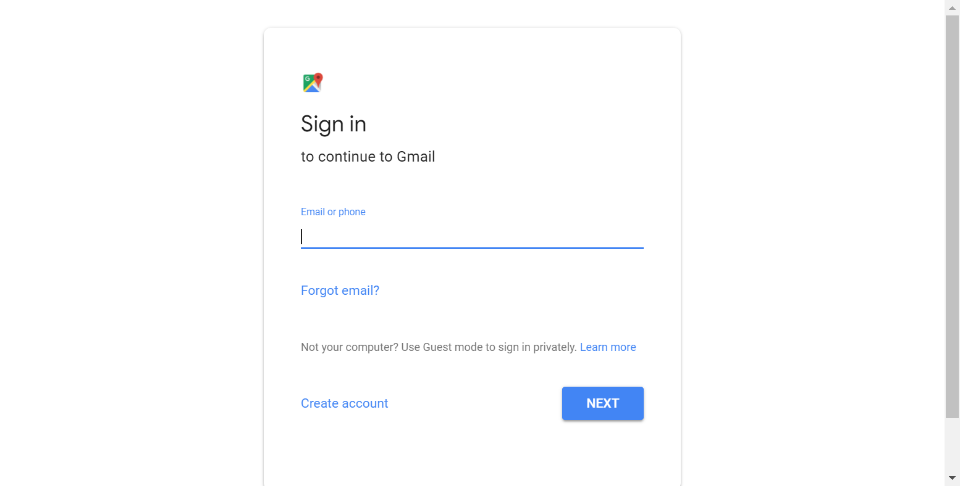 Sign in
to continue to Gmail
Email or phone
Forgot email?
Not your computer? Use Guest mode to sign in privately. Learn more
Create account
NEXT